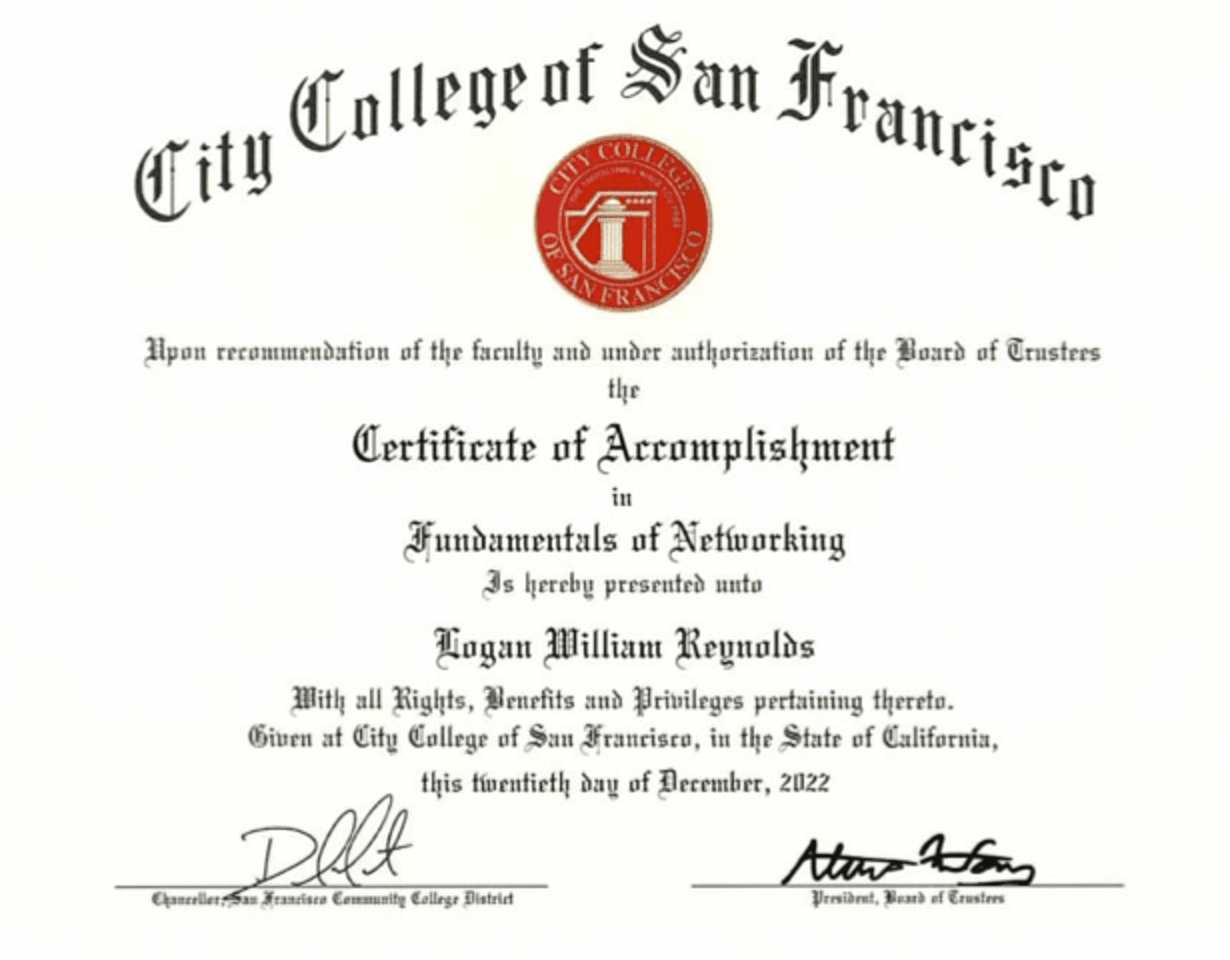 City College of San Francisco
CITY COLLEGE
OF SAN FRANCISCO
Upon recommendation of the faculty and under authorization of the Board of Trustees
the
Certificate of Accomplishment
in
Fundamentals of Networking
Is hereby presented unto
Logan William Reynolds
With all Rights, Benefits and Privileges pertaining thereto.
Given at City College of San Francisco, in the State of California,
this twentieth day of December, 2022
Chancellor, San Francisco Community College District
President, Board of Trustees